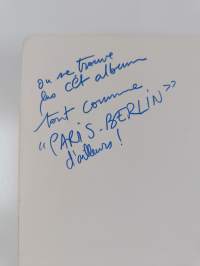 on se trouve
pas cet album
tout comme
"PARIS-BERLIN"
d'ailleurs!